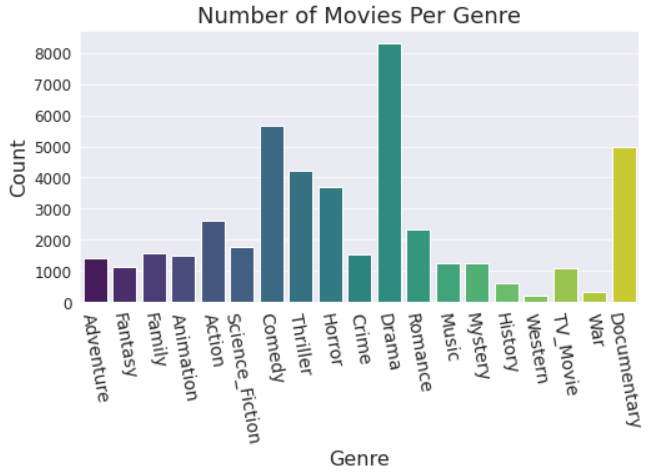 Number of Movies Per Genre
8000
7000
6000
5000
4000
3000
2000
1000
0
Count
Adventure
Fantasy
Family
Animation
Action
Science_Fiction
Comedy
Thriller
Horror
Crime
Drama
Romance
Music
Mystery
History
Western
TV_Movie
War
Documentary
Genre